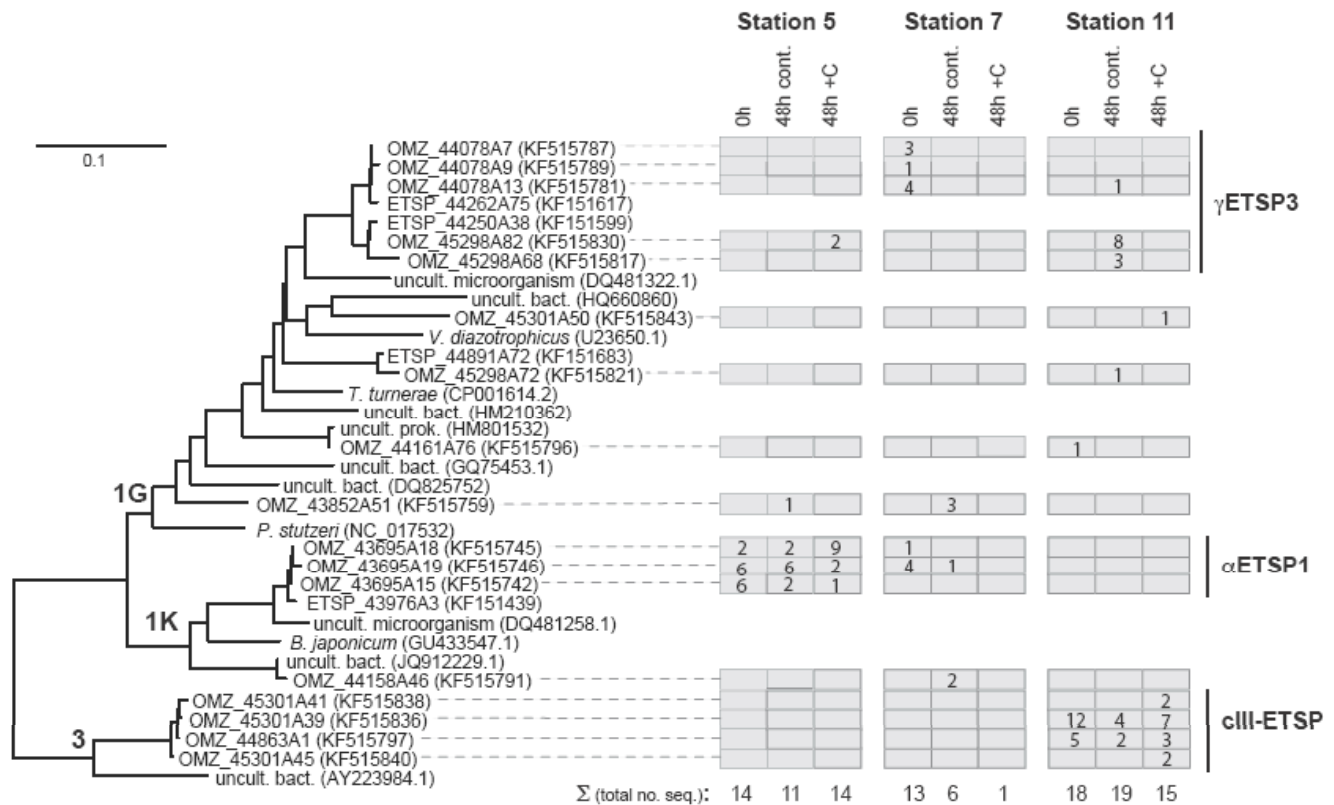 Station 5 Station 7 Station 11
0h 48h cont. 48h +C 0h 48h cont. 48h +C 0h 48h cont. 48h +C
0.1
OMZ_44078A7 (KF515787) 3
OMZ_44078A9 (KF515789) 1
OMZ_44078A13 (KF515781) 4 1
ETSP_44262A75 (KF151617)
γETSP3
ETSP_44250A38 (KF151599)
OMZ_45298A82 (KF515830) 2 8
OMZ_45298A68 (KF515817) 3
uncult. microorganism (DQ481322.1)
uncult. bact. (HQ660860)
OMZ_45301A50 (KF515843) 1
V. diazotrophicus (U23650.1)
ETSP_44891A72 (KF151683)
OMZ_45298A72 (KF515821) 1
T. turnerae (CP001614.2)
uncult. bact. (HM210362)
uncult. prok. (HM801532)
OMZ_44161A76 (KF515796) 1
uncult. bact. (GQ75453.1)
uncult. bact. (DQ825752)
1G
OMZ_43852A51 (KF515759) 1 3
P. stutzeri (NC_017532)
OMZ_43695A18 (KF515745) 2 2 9 1
OMZ_43695A19 (KF515746) 6 6 2 4 1
αETSP1
OMZ_43695A15 (KF515742) 6 2 1
ETSP_43976A3 (KF151439)
1K
uncult. microorganism (DQ481258.1)
B. japonicum (GU433547.1)
uncult. bact. (JQ912229.1)
OMZ_44158A46 (KF515791) 2
OMZ_45301A41 (KF515838) 2
OMZ_45301A39 (KF515836) 12 4 7
cIII-ETSP
3
OMZ_44863A1 (KF515797) 5 2 3
OMZ_45301A45 (KF515840) 2
uncult. bact. (AY223984.1)
Σ (total no. seq.): 14 11 14 13 6 1 18 19 15